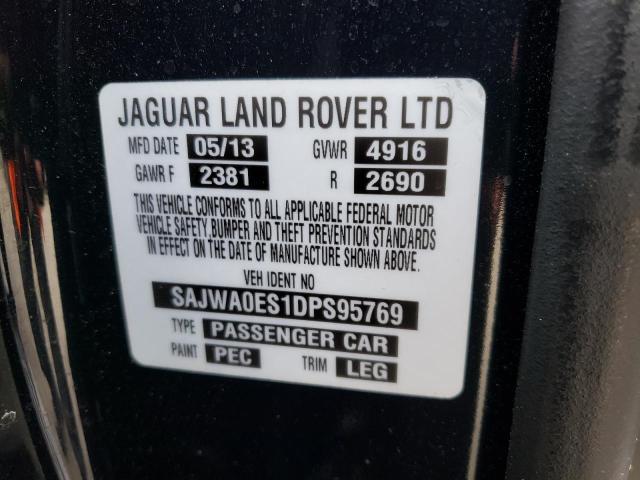 JAGUAR LAND ROVER LTD
MFD DATE 05/13 GVWR 4916
GAWR F 2381 R 2690
THIS VEHICLE CONFORMS TO ALL APPLICABLE FEDERAL MOTOR
VEHICLE SAFETY, BUMPER AND THEFT PREVENTION STANDARDS
IN EFFECT ON THE DATE OF MANUFACTURE SHOWN ABOVE.
VEH IDENT NO
SAJWA0ES1DPS95769
TYPE PASSENGER CAR
PAINT PEC TRIM LEG